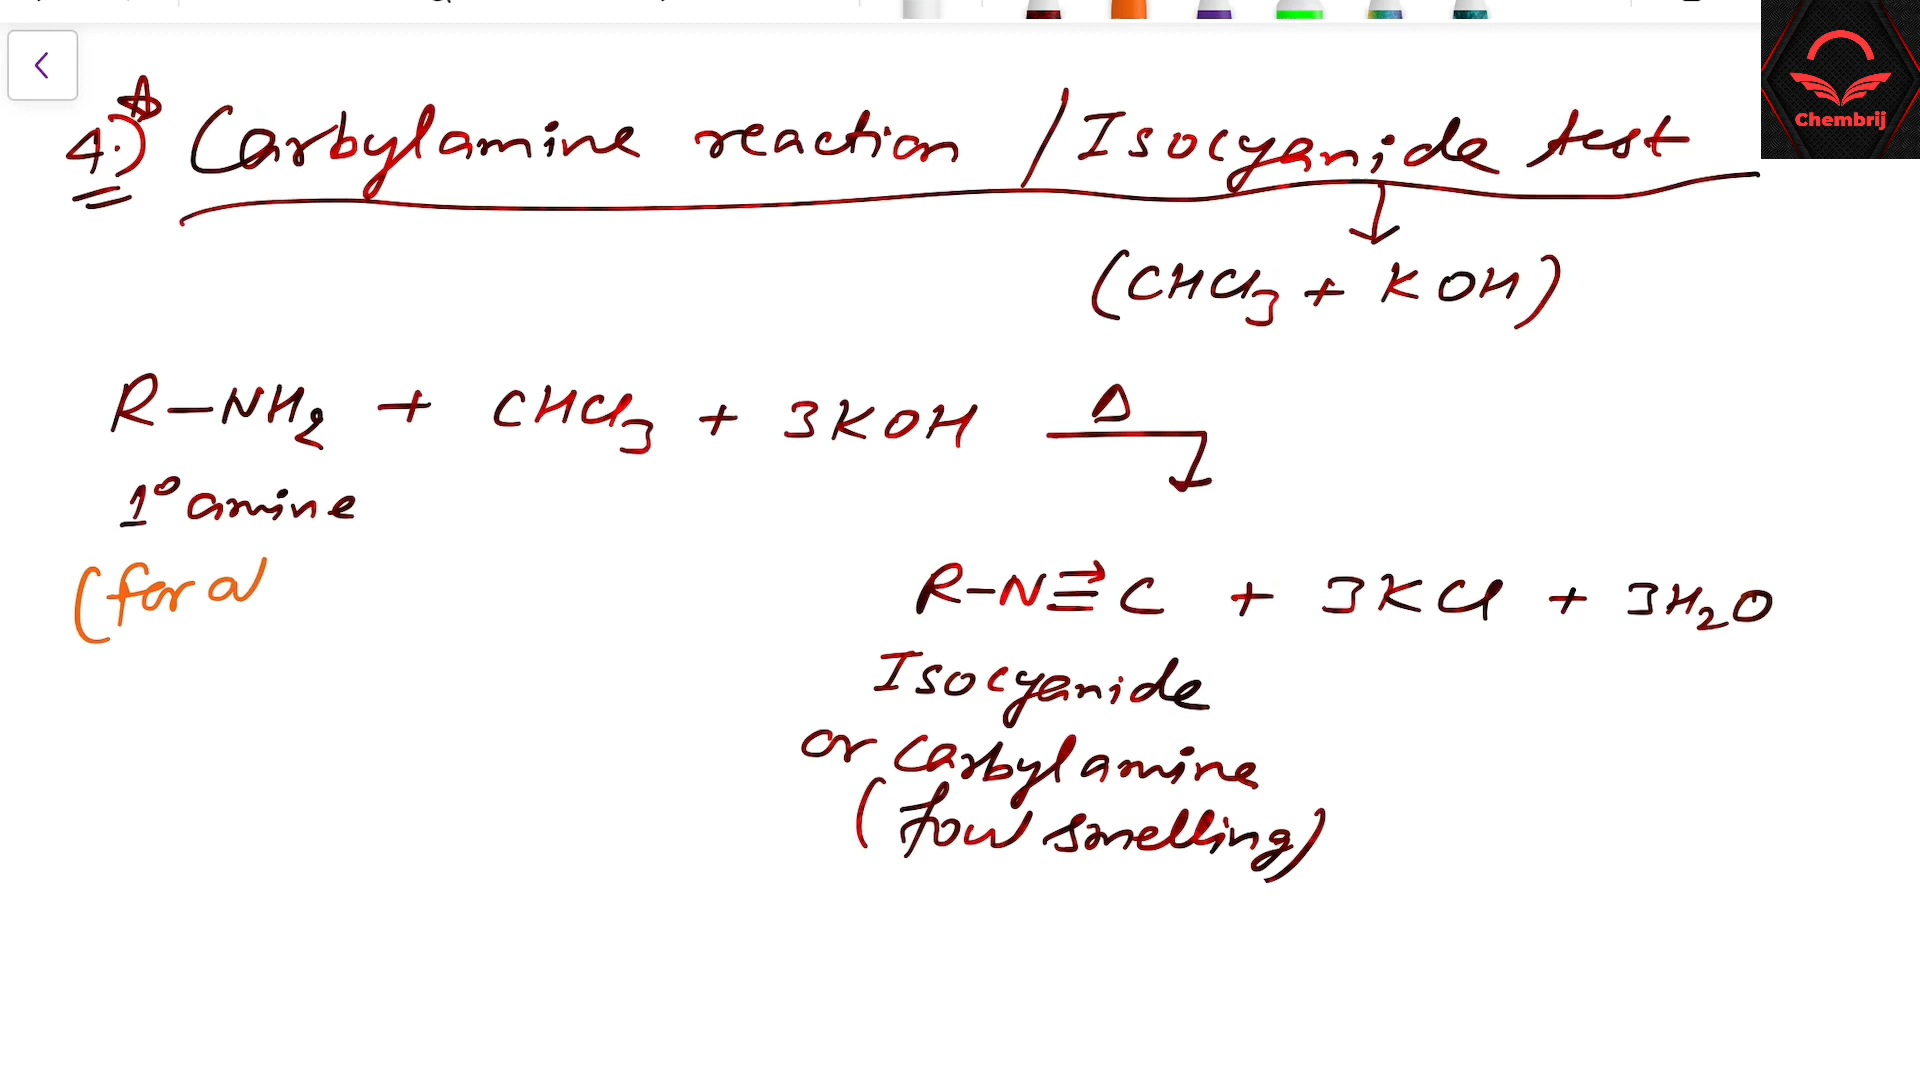 4.) Carbylamine reaction / Isocyanide test
Chembrij
(CHCl3 + KOH)
R-NH2 + CHCl3 + 3KOH Δ
1° amine
(for al
R-N≡C + 3KCl + 3H2O
Isocyanide
or carbylamine
(foul smelling)